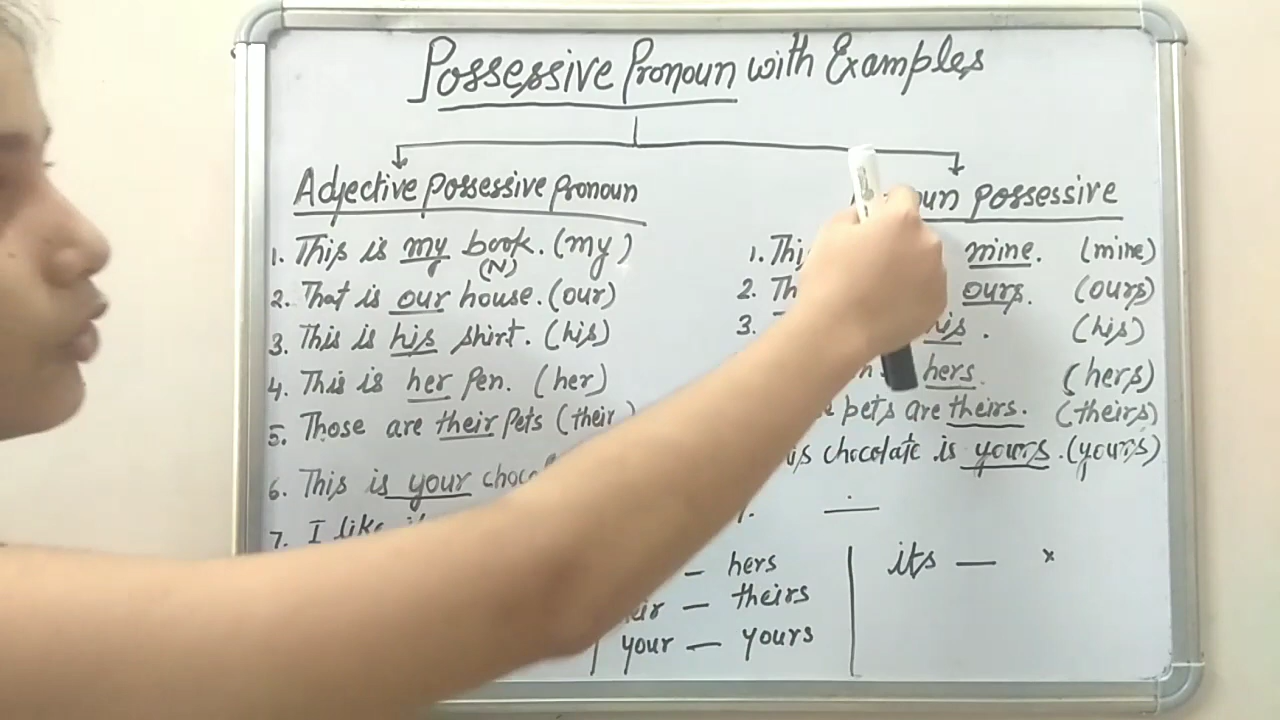 Possessive Pronoun with Examples
Adjective Possessive Pronoun
1. This is my book. (my)
(N)
2. That is our house. (our)
3. This is his shirt. (his)
4. This is her Pen. (her)
5. Those are their Pets (their)
6. This is your
7. I like
possessive
1. mine. (mine)
2. ours. (ours)
3. his. (his)
hers. (hers)
pets are theirs. (theirs)
chocolate is yours. (yours)
— hers
— theirs
your — yours
its — ×